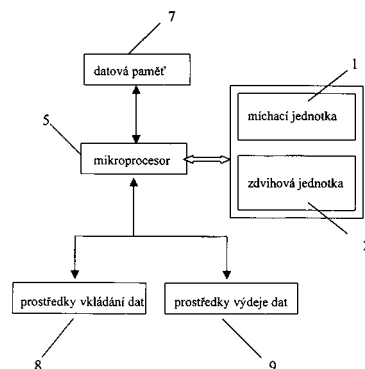 7
datová paměť
1
5
míchací jednotka
mikroprocesor
zdvihová jednotka
prostředky vkládání dat
prostředky výdeje dat
8
9